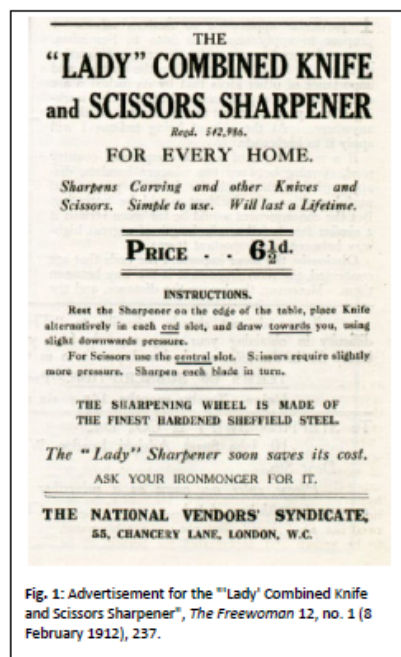 THE
"LADY" COMBINED KNIFE
and SCISSORS SHARPENER
Regd. 542,986.
FOR EVERY HOME.
Sharpens Carving and other Knives and
Scissors. Simple to use. Will last a Lifetime.
PRICE . . 6½d.
INSTRUCTIONS.
Rest the Sharpener on the edge of the table, place Knife
alternatively in each end slot, and draw towards you, using
slight downwards pressure.
For Scissors use the central slot. Scissors require slightly
more pressure. Sharpen each blade in turn.
THE SHARPENING WHEEL IS MADE OF
THE FINEST HARDENED SHEFFIELD STEEL.
The "Lady" Sharpener soon saves its cost.
ASK YOUR IRONMONGER FOR IT.
THE NATIONAL VENDORS' SYNDICATE,
55, CHANCERY LANE, LONDON, W.C.
Fig. 1: Advertisement for the "'Lady' Combined Knife
and Scissors Sharpener", The Freewoman 12, no. 1 (8
February 1912), 237.